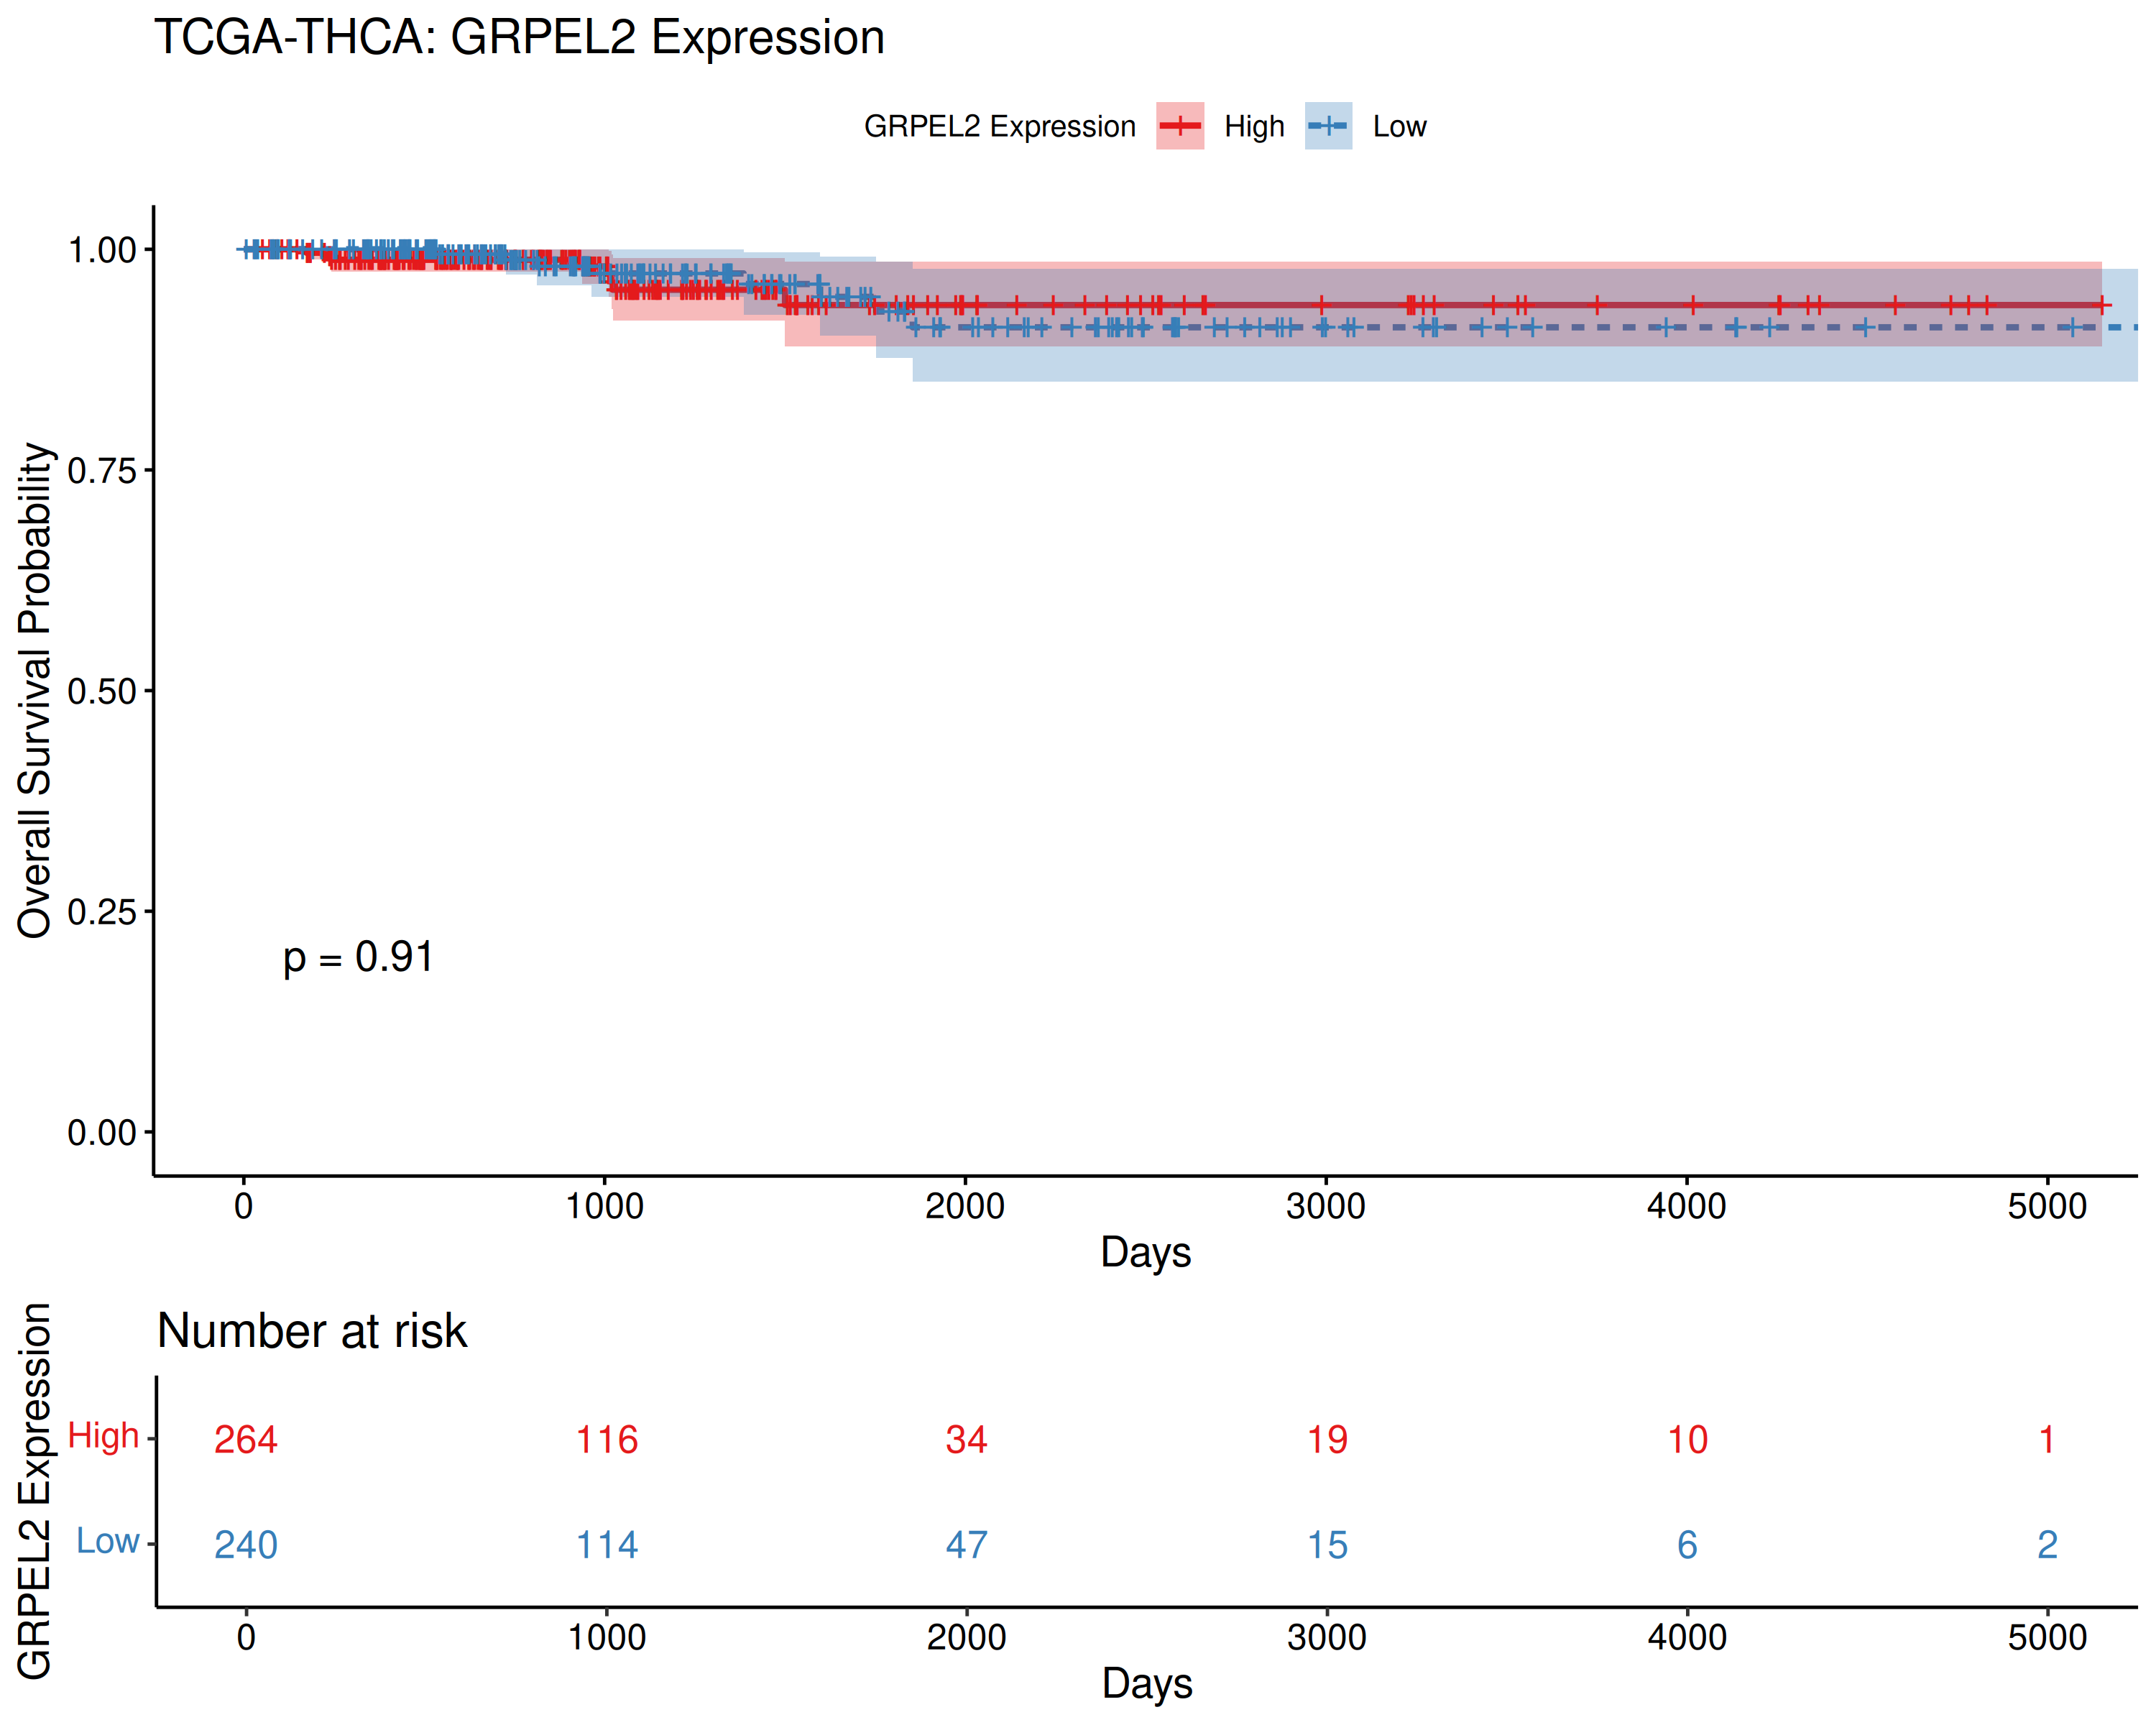 TCGA-THCA: GRPEL2 Expression
GRPEL2 Expression High Low
Overall Survival Probability
1.00
0.75
0.50
0.25
0.00
p = 0.91
0 1000 2000 3000 4000 5000
Days
Number at risk
GRPEL2 Expression
High 264 116 34 19 10 1
Low 240 114 47 15 6 2
0 1000 2000 3000 4000 5000
Days